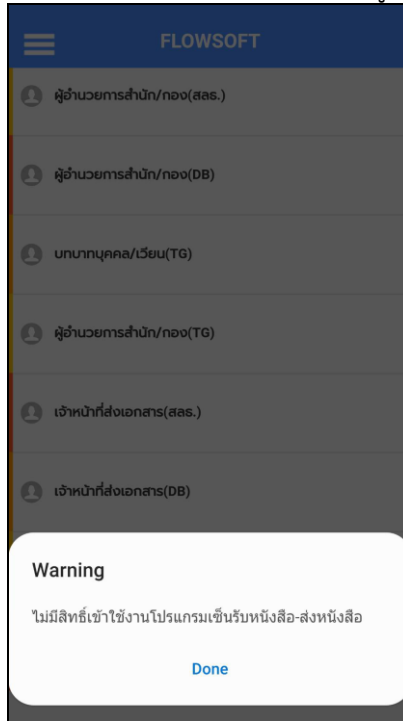 FLOWSOFT
ผู้อำนวยการสำนัก/กอง(สลธ.)
ผู้อำนวยการสำนัก/กอง(DB)
บทบาทบุคคล/เวียน(TG)
ผู้อำนวยการสำนัก/กอง(TG)
เจ้าหน้าที่ส่งเอกสาร(สลธ.)
เจ้าหน้าที่ส่งเอกสาร(DB)
Warning
ไม่มีสิทธิ์เข้าใช้งานโปรแกรมเซ็นรับหนังสือ-ส่งหนังสือ
Done